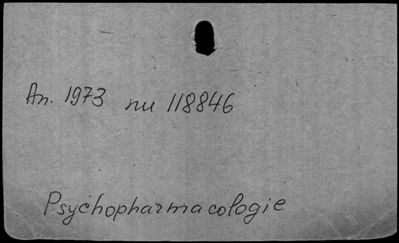 An. 1973 nu 118846
Psychopharmacologie